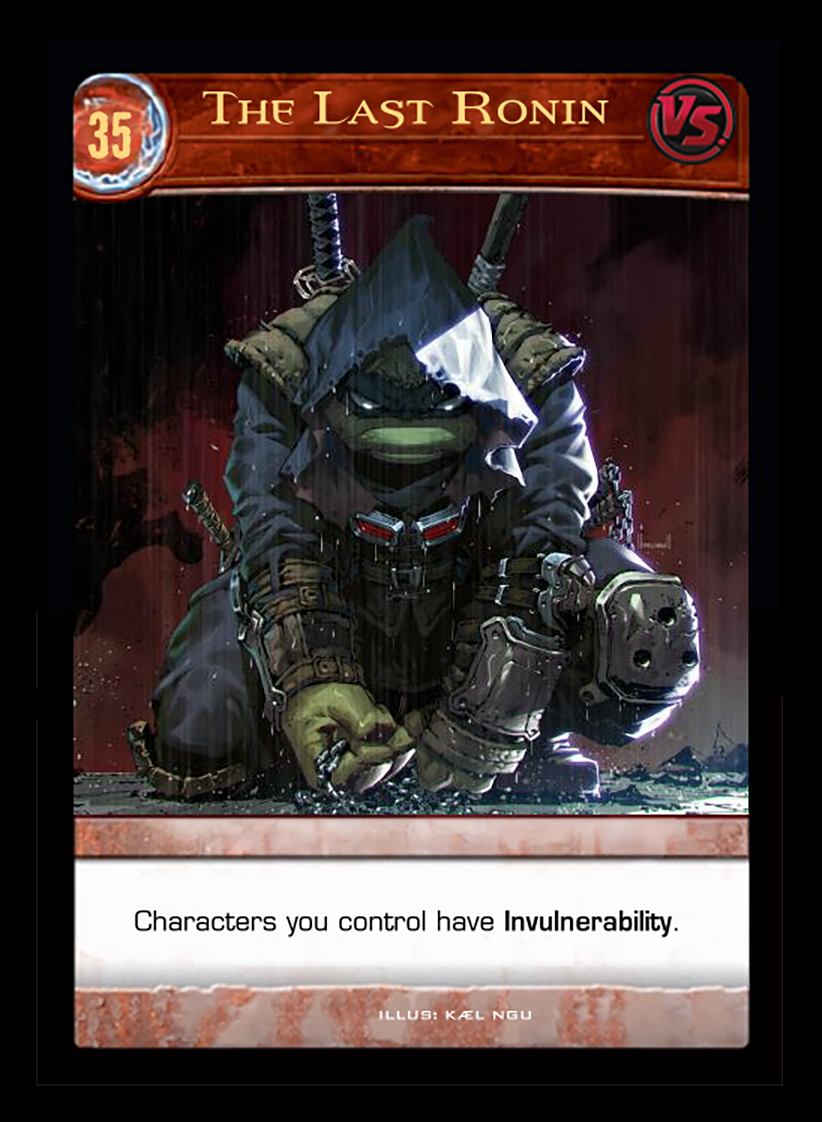 The Last Ronin
35
VS.
Characters you control have Invulnerability.
ILLUS: KÆL NGU